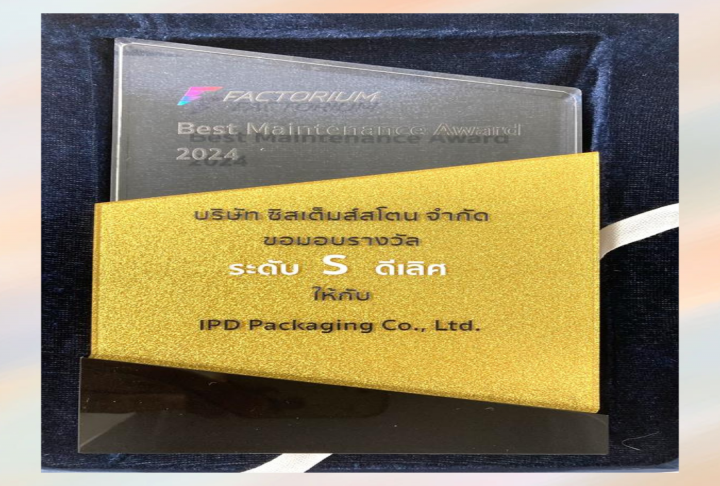 FACTORIUM
Best Maintenance Award
2024
บริษัท ซิสเต็มส์สโตน จำกัด
ขอมอบรางวัล
ระดับ S ดีเลิศ
ให้กับ
IPD Packaging Co., Ltd.